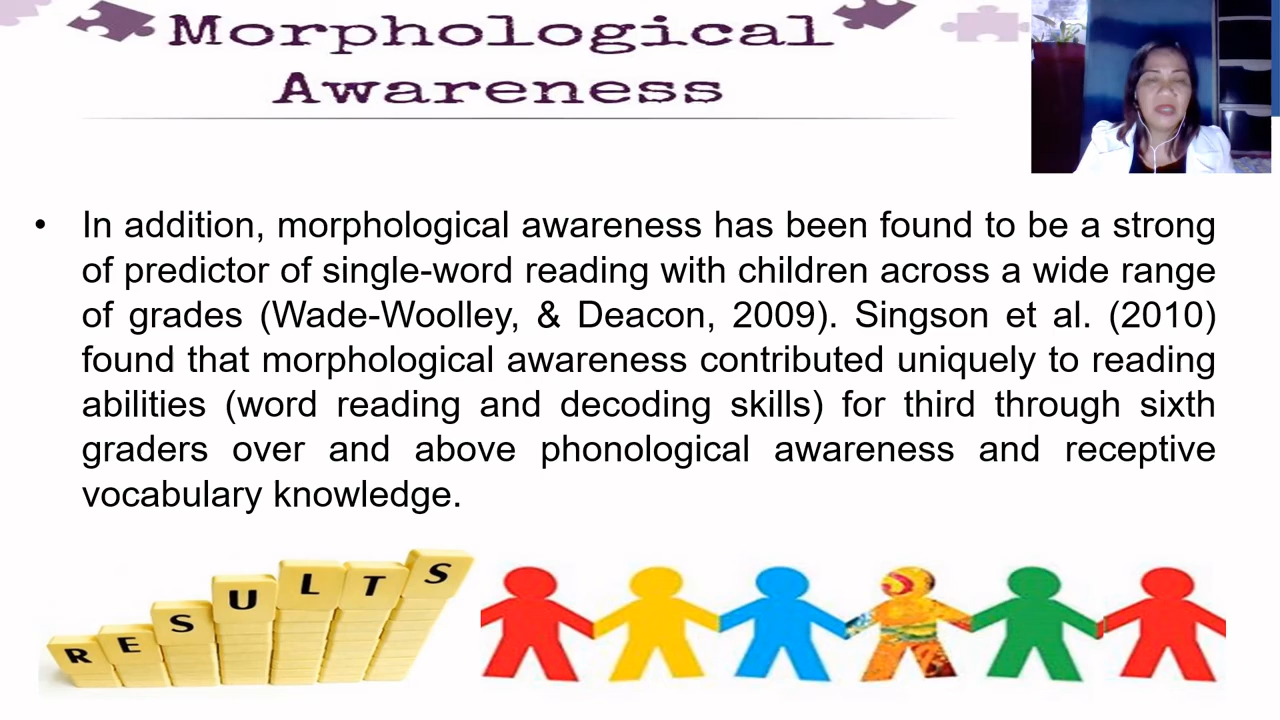 Morphological
Awareness
• In addition, morphological awareness has been found to be a strong
of predictor of single-word reading with children across a wide range
of grades (Wade-Woolley, & Deacon, 2009). Singson et al. (2010)
found that morphological awareness contributed uniquely to reading
abilities (word reading and decoding skills) for third through sixth
graders over and above phonological awareness and receptive
vocabulary knowledge.
RESULTS